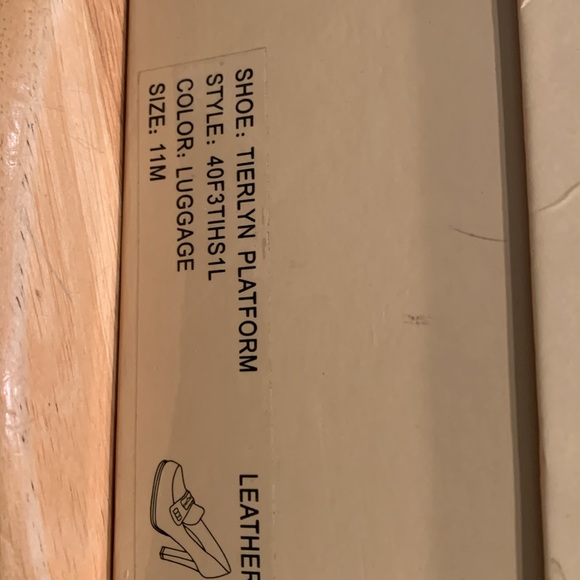 SHOE: TIERLYN PLATFORM
STYLE: 40F3TIHS1L
COLOR: LUGGAGE
SIZE: 11M
LEATHER